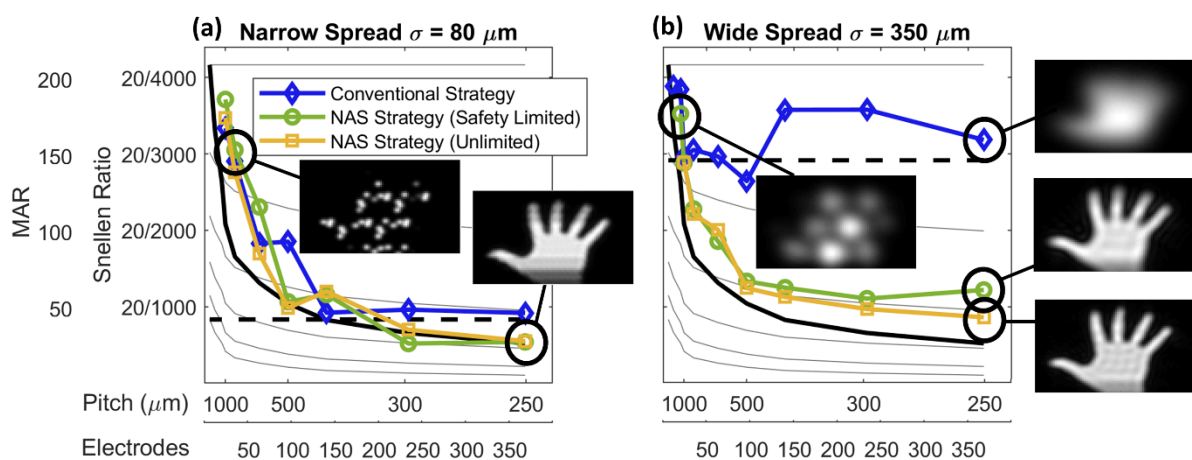 (a) Narrow Spread σ = 80 μm
(b) Wide Spread σ = 350 μm
MAR
200
150
100
50
Snellen Ratio
20/4000
20/3000
20/2000
20/1000
Conventional Strategy
NAS Strategy (Safety Limited)
NAS Strategy (Unlimited)
Pitch (μm) 1000 500 300 250
1000 500 300 250
Electrodes 50 100 150 200 250 300 350
50 100 150 200 250 300 350